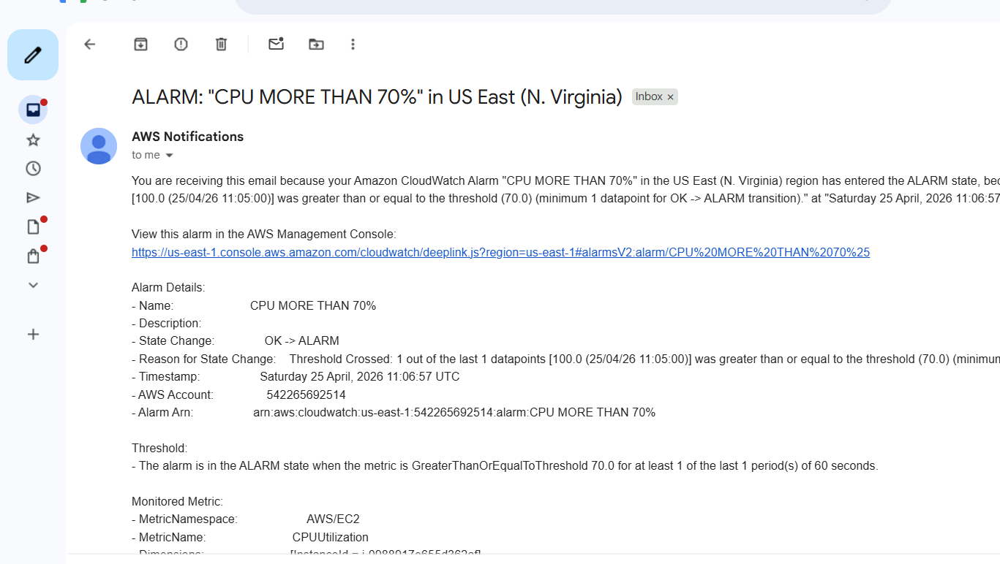 ALARM: "CPU MORE THAN 70%" in US East (N. Virginia) Inbox ×
AWS Notifications
to me
You are receiving this email because your Amazon CloudWatch Alarm "CPU MORE THAN 70%" in the US East (N. Virginia) region has entered the ALARM state,
[100.0 (25/04/26 11:05:00)] was greater than or equal to the threshold (70.0) (minimum 1 datapoint for OK -> ALARM transition)." at "Saturday 25 April, 2026 11:06:57
View this alarm in the AWS Management Console:
https://us-east-1.console.aws.amazon.com/cloudwatch/deeplink.js?region=us-east-1#alarmsV2:alarm/CPU%20MORE%20THAN%2070%25
Alarm Details:
- Name: CPU MORE THAN 70%
- Description:
- State Change: OK -> ALARM
- Reason for State Change: Threshold Crossed: 1 out of the last 1 datapoints [100.0 (25/04/26 11:05:00)] was greater than or equal to the threshold (70.0)
- Timestamp: Saturday 25 April, 2026 11:06:57 UTC
- AWS Account: 542265692514
- Alarm Arn: arn:aws:cloudwatch:us-east-1:542265692514:alarm:CPU MORE THAN 70%
Threshold:
- The alarm is in the ALARM state when the metric is GreaterThanOrEqualToThreshold 70.0 for at least 1 of the last 1 period(s) of 60 seconds.
Monitored Metric:
- MetricNamespace: AWS/EC2
- MetricName: CPUUtilization